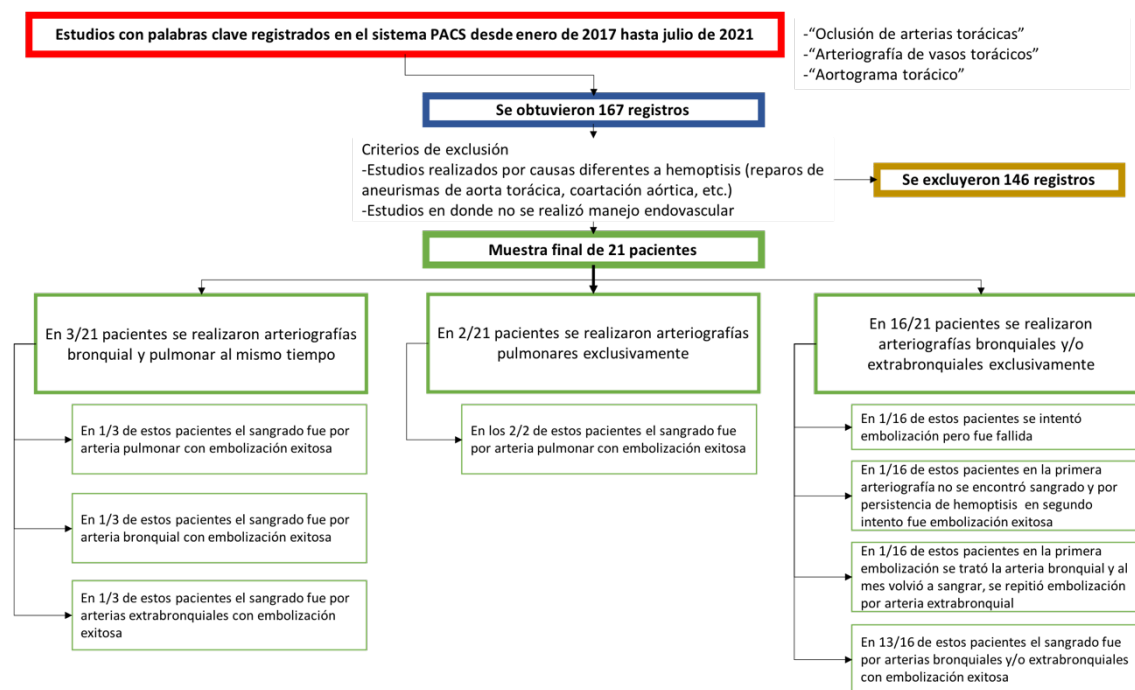 Estudios con palabras clave registrados en el sistema PACS desde enero de 2017 hasta julio de 2021
-“Oclusión de arterias torácicas”
-“Arteriografía de vasos torácicos”
-“Aortograma torácico”
Se obtuvieron 167 registros
Criterios de exclusión
-Estudios realizados por causas diferentes a hemoptisis (reparos de
aneurismas de aorta torácica, coartación aórtica, etc.)
-Estudios en donde no se realizó manejo endovascular
Se excluyeron 146 registros
Muestra final de 21 pacientes
En 3/21 pacientes se realizaron arteriografías
bronquial y pulmonar al mismo tiempo
En 1/3 de estos pacientes el sangrado fue por
arteria pulmonar con embolización exitosa
En 1/3 de estos pacientes el sangrado fue por
arteria bronquial con embolización exitosa
En 1/3 de estos pacientes el sangrado fue por
arterias extrabronquiales con embolización
exitosa
En 2/21 pacientes se realizaron arteriografías
pulmonares exclusivamente
En los 2/2 de estos pacientes el sangrado fue
por arteria pulmonar con embolización exitosa
En 16/21 pacientes se realizaron
arteriografías bronquiales y/o
extrabronquiales exclusivamente
En 1/16 de estos pacientes se intentó
embolización pero fue fallida
En 1/16 de estos pacientes en la primera
arteriografía no se encontró sangrado y por
persistencia de hemoptisis en segundo
intento fue embolización exitosa
En 1/16 de estos pacientes en la primera
embolización se trató la arteria bronquial y al
mes volvió a sangrar, se repitió embolización
por arteria extrabronquial
En 13/16 de estos pacientes el sangrado fue
por arterias bronquiales y/o extrabronquiales
con embolización exitosa